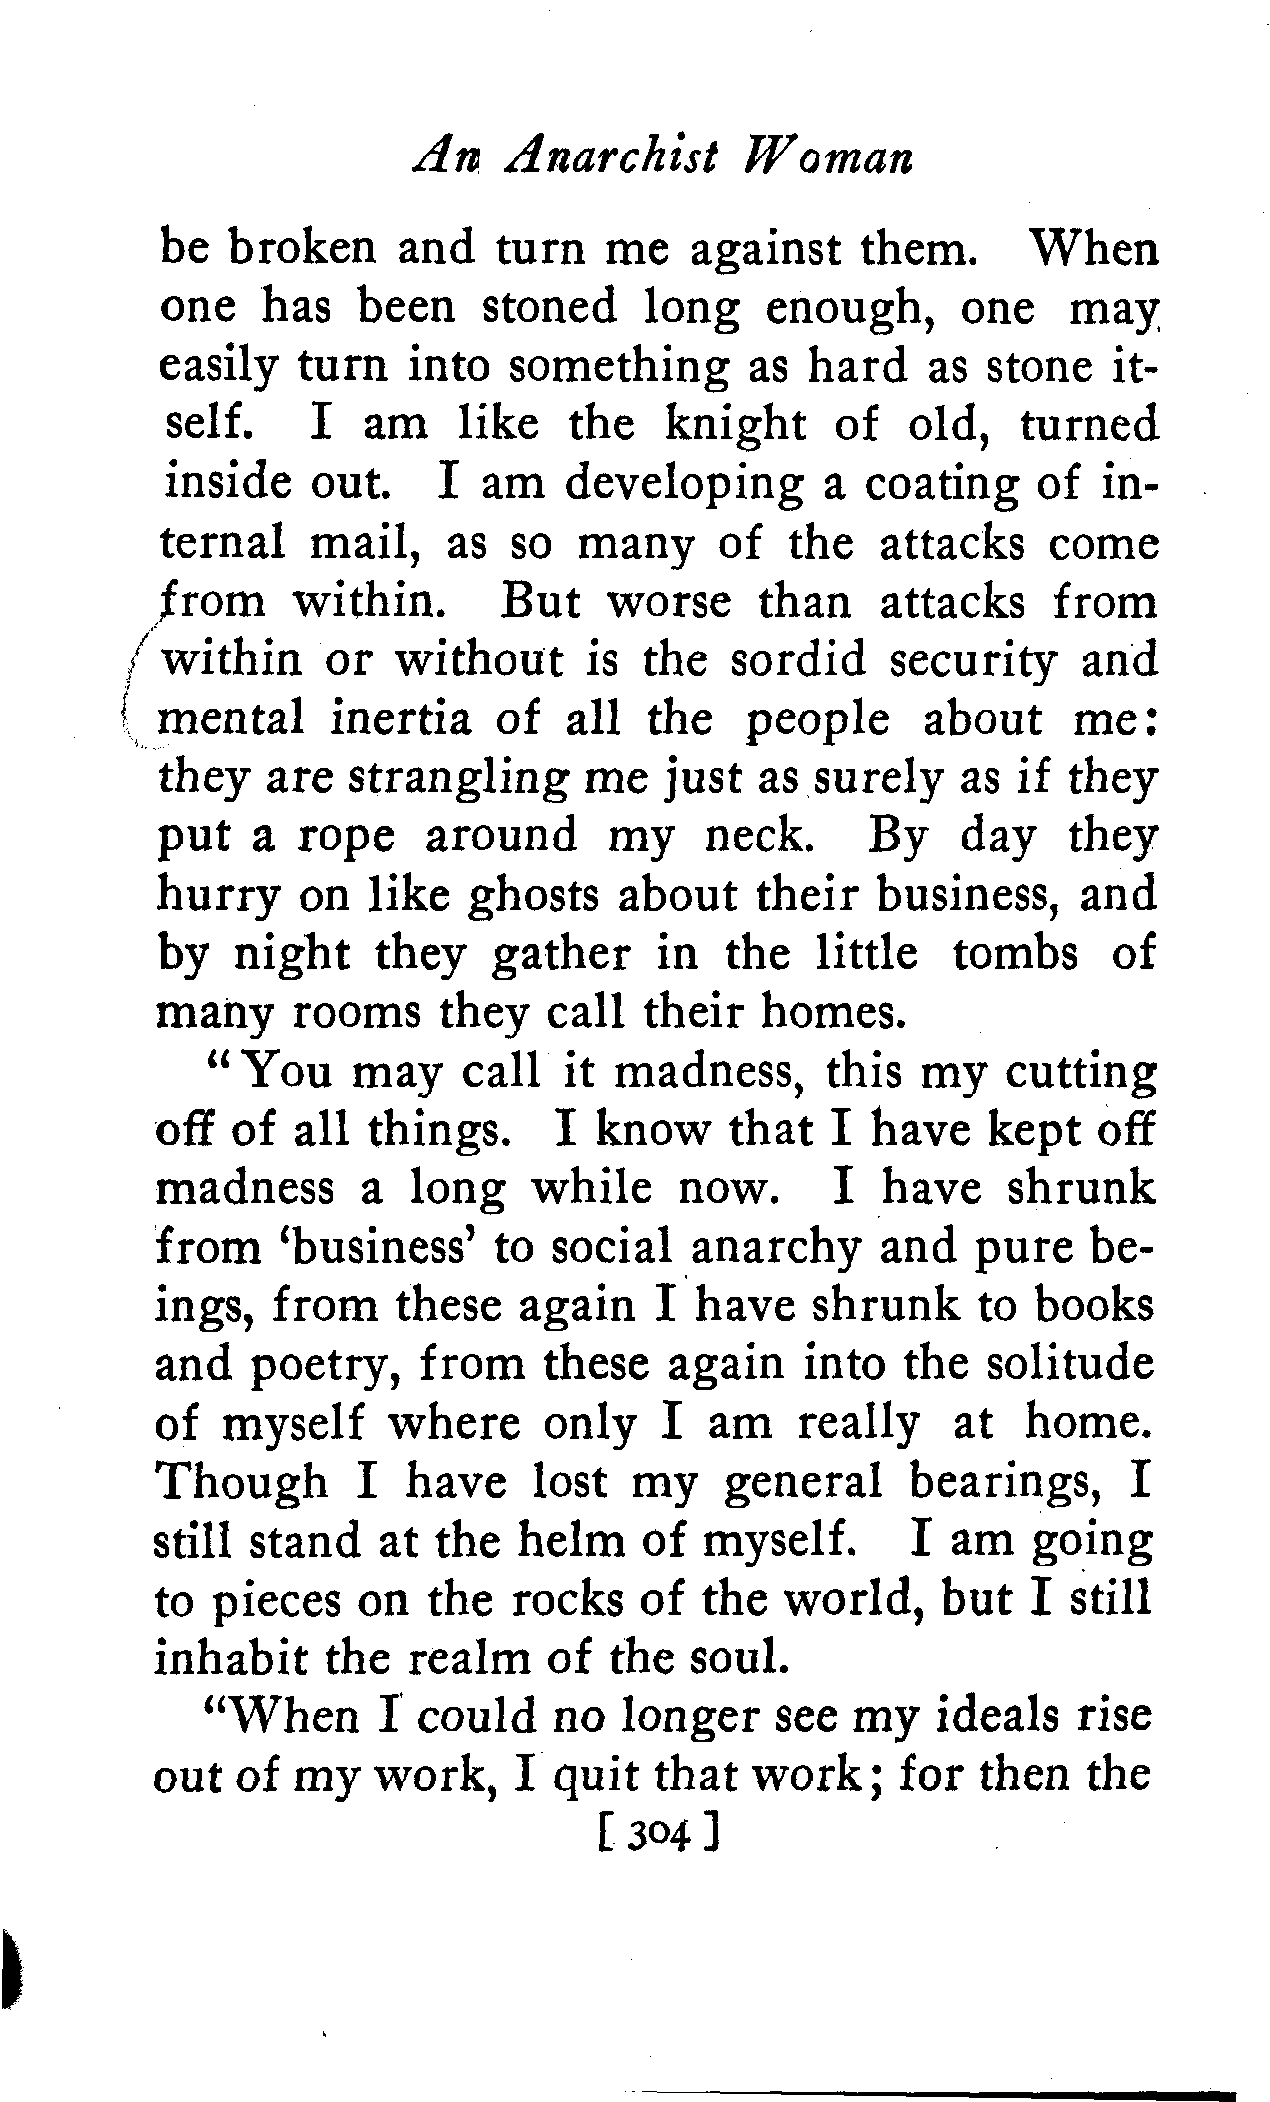 An Anarchist Woman
be broken and turn me against them. When
one has been stoned long enough, one may
easily turn into something as hard as stone it-
self. I am like the knight of old, turned
inside out. I am developing a coating of in-
ternal mail, as so many of the attacks come
from within. But worse than attacks from
within or without is the sordid security and
mental inertia of all the people about me:
they are strangling me just as surely as if they
put a rope around my neck. By day they
hurry on like ghosts about their business, and
by night they gather in the little tombs of
many rooms they call their homes.
“You may call it madness, this my cutting
off of all things. I know that I have kept off
madness a long while now. I have shrunk
from ‘business’ to social anarchy and pure be-
ings, from these again I have shrunk to books
and poetry, from these again into the solitude
of myself where only I am really at home.
Though I have lost my general bearings, I
still stand at the helm of myself. I am going
to pieces on the rocks of the world, but I still
inhabit the realm of the soul.
“When I could no longer see my ideals rise
out of my work, I quit that work; for then the
[ 304 ]